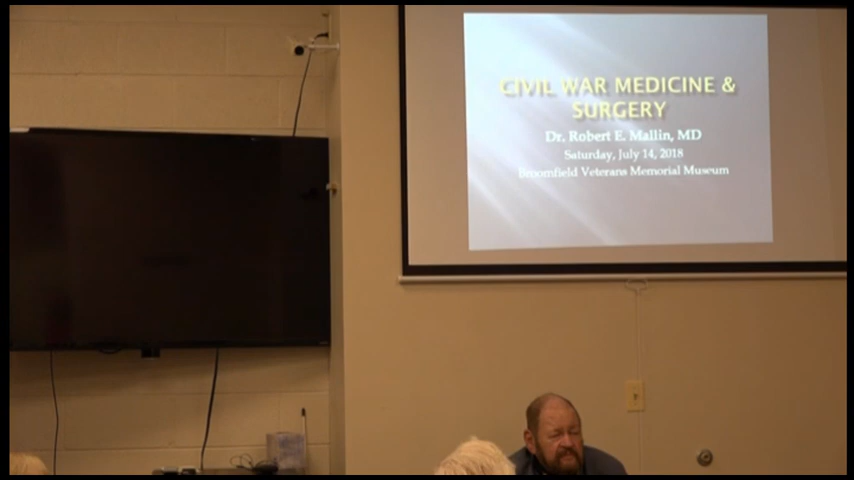 CIVIL WAR MEDICINE &
SURGERY
Dr. Robert E. Mallin, MD
Saturday, July 14, 2018
Broomfield Veterans Memorial Museum